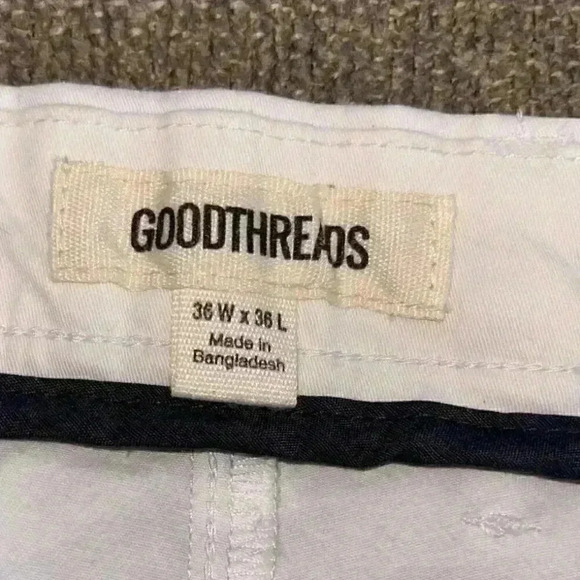 GOODTHREADS
36 W x 36 L
Made in
Bangladesh